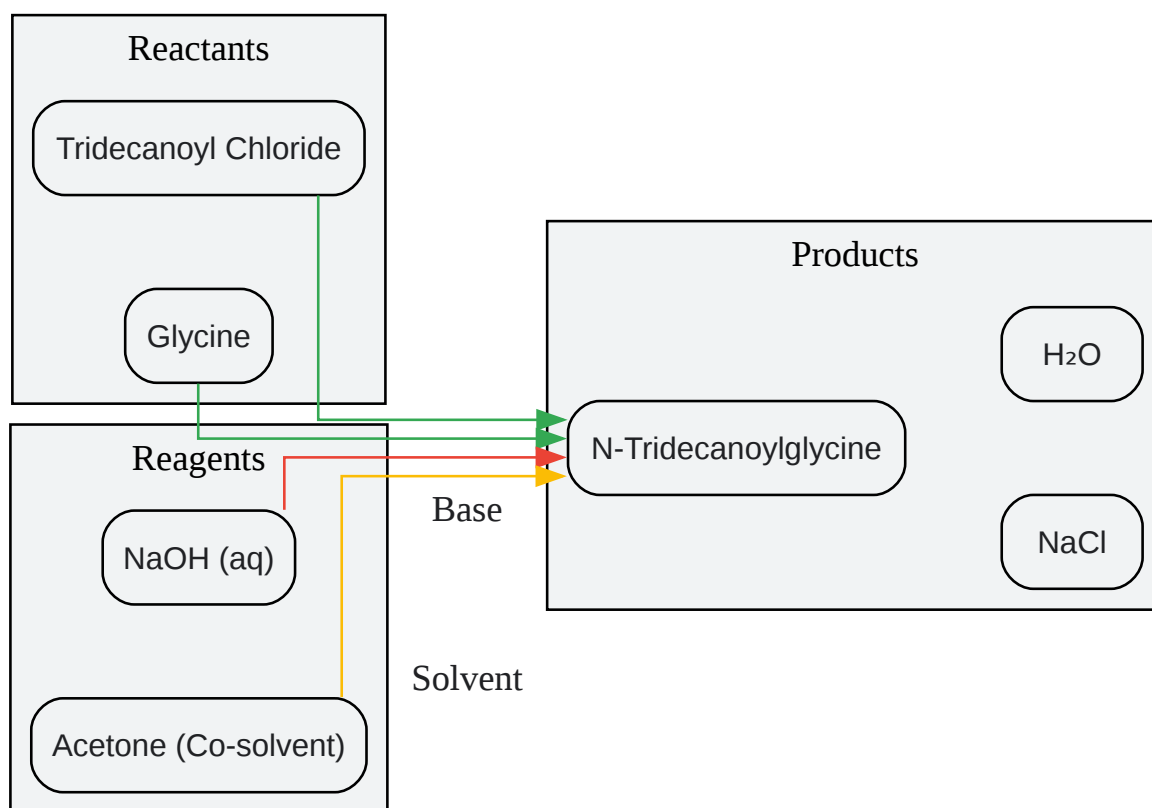 Reactants
Tridecanoyl Chloride
Glycine
Reagents
NaOH (aq)
Acetone (Co-solvent)
Base
Solvent
Products
N-Tridecanoylglycine
H₂O
NaCl